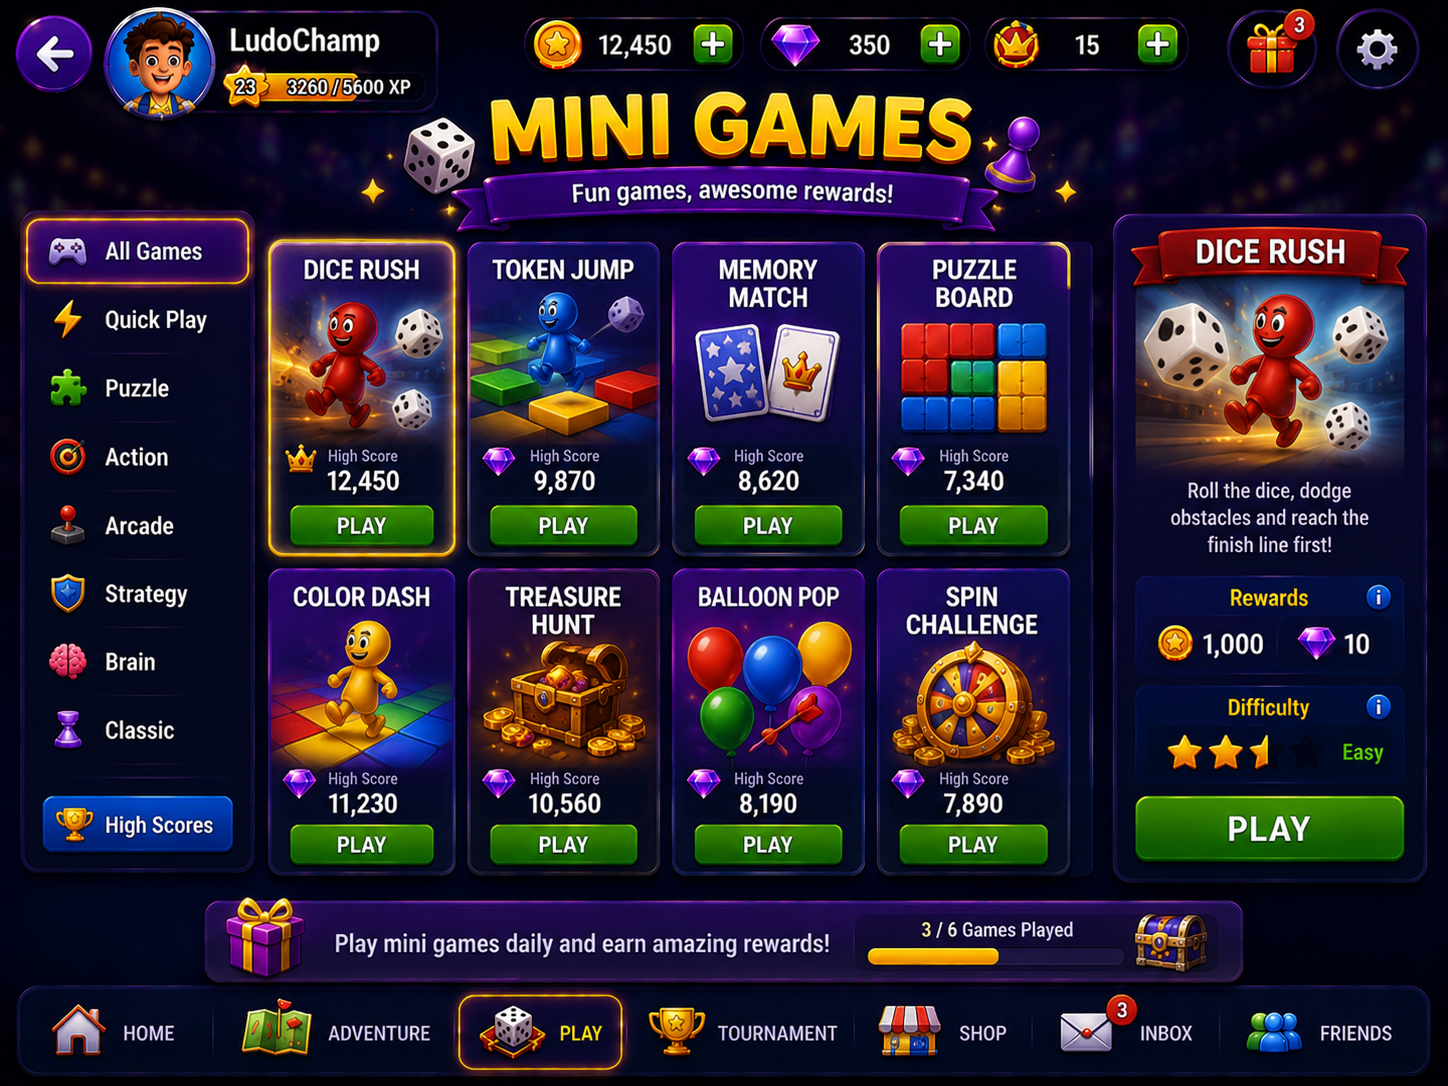 LudoChamp
23
3260 / 5600 XP
12,450
350
15
3
MINI GAMES
Fun games, awesome rewards!
All Games
Quick Play
Puzzle
Action
Arcade
Strategy
Brain
Classic
High Scores
DICE RUSH
High Score
12,450
PLAY
TOKEN JUMP
High Score
9,870
PLAY
MEMORY
MATCH
High Score
8,620
PLAY
PUZZLE
BOARD
High Score
7,340
PLAY
COLOR DASH
High Score
11,230
PLAY
TREASURE
HUNT
High Score
10,560
PLAY
BALLOON POP
High Score
8,190
PLAY
SPIN
CHALLENGE
High Score
7,890
PLAY
DICE RUSH
Roll the dice, dodge
obstacles and reach the
finish line first!
Rewards
i
1,000
10
Difficulty
i
Easy
PLAY
Play mini games daily and earn amazing rewards!
3 / 6 Games Played
HOME
ADVENTURE
PLAY
TOURNAMENT
SHOP
3
INBOX
FRIENDS